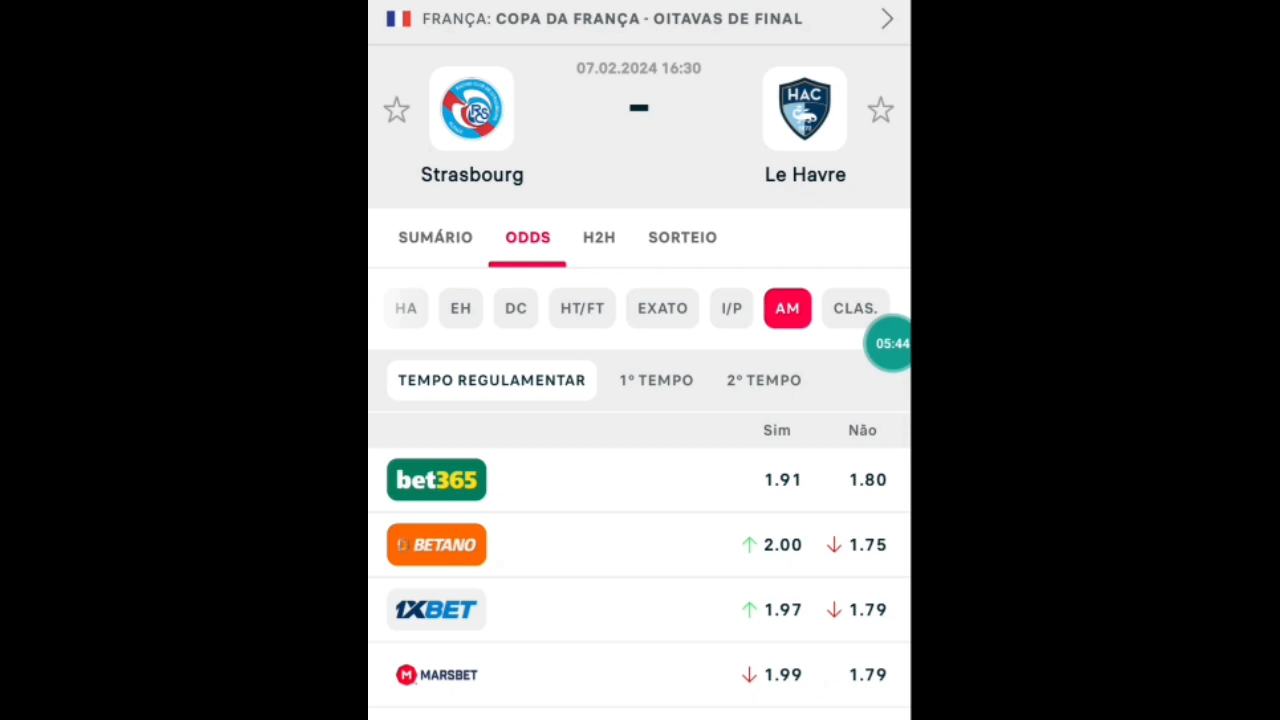 FRANÇA: COPA DA FRANÇA - OITAVAS DE FINAL
07.02.2024 16:30
-
HAC
Strasbourg
Le Havre
SUMÁRIO ODDS H2H SORTEIO
HA EH DC HT/FT EXATO I/P AM CLAS.
05:44
TEMPO REGULAMENTAR 1º TEMPO 2º TEMPO
Sim Não
bet365 1.91 1.80
BETANO 2.00 1.75
1XBET 1.97 1.79
M MARSBET 1.99 1.79